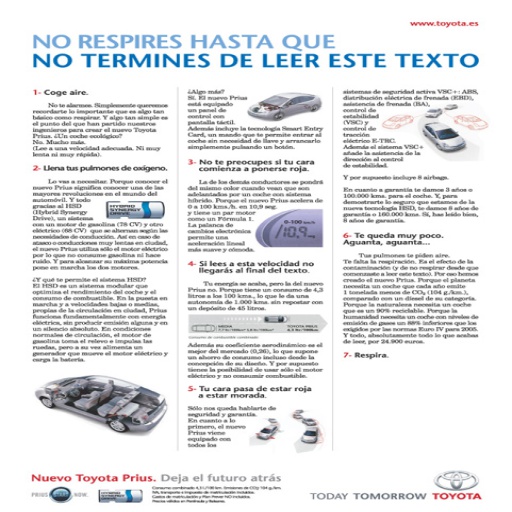 www.toyota.es
NO RESPIRES HASTA QUE
NO TERMINES DE LEER ESTE TEXTO
1- Coge aire.
No te alarmes. Simplemente queremos
recordarte lo importante que es algo tan
básico como respirar. Y algo tan simple es
el punto del que han partido nuestros
ingenieros para crear el nuevo Toyota
Prius. ¿Un coche ecológico?
No. Mucho más.
(Lee a una velocidad adecuada. Ni muy
lenta ni muy rápida).
2- Llena tus pulmones de oxígeno.
Lo vas a necesitar. Porque conocer el
nuevo Prius significa conocer una de las
mayores revoluciones en el mundo del
automóvil. Y todo
gracias al HSD
(Hybrid Synergy
Drive), un sistema
con un motor de gasolina (78 CV) y otro
eléctrico (68 CV) que se alternan según las
necesidades de conducción. Así en caso de
atasco o conducciones muy lentas en ciudad,
el nuevo Prius utiliza sólo el motor eléctrico
por lo que no consume gasolina ni hace
ruido. Y para alcanzar su máxima potencia
pone en marcha los dos motores.
¿Y qué te permite el sistema HSD?
El HSD es un sistema modular que
optimiza el rendimiento del coche y el
consumo de combustible. En la puesta en
marcha y a velocidades bajas o medias,
propias de la circulación en ciudad, Prius
funciona fundamentalmente con energía
eléctrica, sin producir emisión alguna y en
un silencio absoluto. En condiciones
normales de circulación, el motor de
gasolina toma el relevo e impulsa las
ruedas, pero a su vez alimenta un
generador que mueve el motor eléctrico y
carga la batería.
¿Algo más?
Sí. El nuevo Prius
está equipado
un panel de
control con
pantalla táctil.
Además incluye la tecnología Smart Entry
Card, un mando que te permite entrar al
coche sin necesidad de llave y arrancarlo
simplemente pulsando un botón.
3- No te preocupes si tu cara
comienza a ponerse roja.
La de los demás conductores se pondrá
del mismo color cuando vean que son
adelantados por un coche con sistema
híbrido. Porque el nuevo Prius acelera de
0 a 100 km./h. en 10,9 seg.
y tiene un par motor
como un Fórmula 1.
La palanca de
cambios electrónica
permite una
aceleración lineal
más suave y cómoda.
0-100 km/h
10,9
4- Si lees a esta velocidad no
llegarás al final del texto.
Tu energía se acaba, pero la del nuevo
Prius no. Porque tiene un consumo de 4,3
litros a los 100 kms., lo que le da una
autonomía de 1.000 kms. sin repostar con
un depósito de 45 litros.
MEDIA
TOYOTA PRIUS
Además su coeficiente aerodinámico es el
mejor del mercado (0,26), lo que supone
un ahorro de consumo incluso desde la
concepción de su diseño. Y por supuesto
tienes la posibilidad de usar sólo el motor
eléctrico y no consumir combustible.
5- Tu cara pasa de estar roja
a estar morada.
Sólo nos queda hablarte de
seguridad y garantía.
En cuanto a lo
primero, el nuevo
Prius viene
equipado con
todos los
sistemas de seguridad activa VSC+: ABS,
distribución eléctrica de frenada (EBD),
asistencia de frenada (BA),
control de
estabilidad
(VSC) y
control de
tracción
eléctrico E-TRC.
Además el sistema VSC+
añade la asistencia de la
dirección al control
de estabilidad.
Y por supuesto incluye 8 airbags.
En cuanto a garantía te damos 3 años o
100.000 kms. para el coche. Y, para
demostrarte lo seguro que estamos de la
nueva tecnología HSD, te damos 8 años de
garantía o 160.000 kms. Sí, has leído bien,
8 años de garantía.
6- Te queda muy poco.
Aguanta, aguanta...
Tus pulmones te piden aire.
Te falta la respiración. Es el efecto de la
contaminación (y de no respirar desde que
comenzaste a leer este texto). Por eso hemos
creado el nuevo Prius. Porque el planeta
necesita un coche que cada año emite
1 tonelada menos de CO₂ (104 g./km.),
comparado con un diesel de su categoría.
Porque la naturaleza necesita un coche
que es un 90% reciclable. Porque la
humanidad necesita un coche con niveles de
emisión de gases un 88% inferiores que los
exigidos por las normas Euro IV para 2005.
Y todo, absolutamente todo lo que acabas
de leer, por 24.900 euros.
7- Respira.
Nuevo Toyota Prius. Deja el futuro atrás
PRIUS NOW.
HYBRID
SYNERGY
DRIVE
Consumo combinado 4,3 L/100 km. Emisiones de CO₂: 104 g./km.
IVA, transporte e impuesto de matriculación incluidos.
TODAY TOMORROW TOYOTA